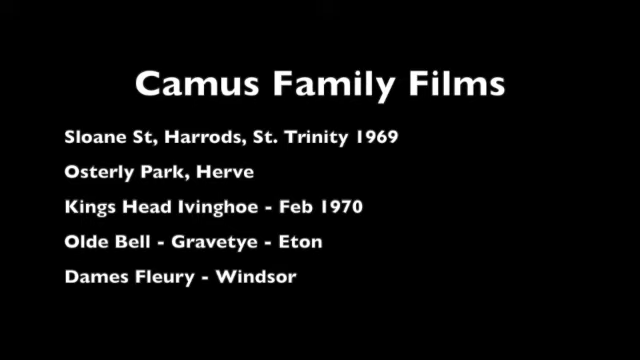 Camus Family Films
Sloane St, Harrods, St. Trinity 1969
Osterly Park, Herve
Kings Head Ivinghoe - Feb 1970
Olde Bell - Gravetye - Eton
Dames Fleury - Windsor